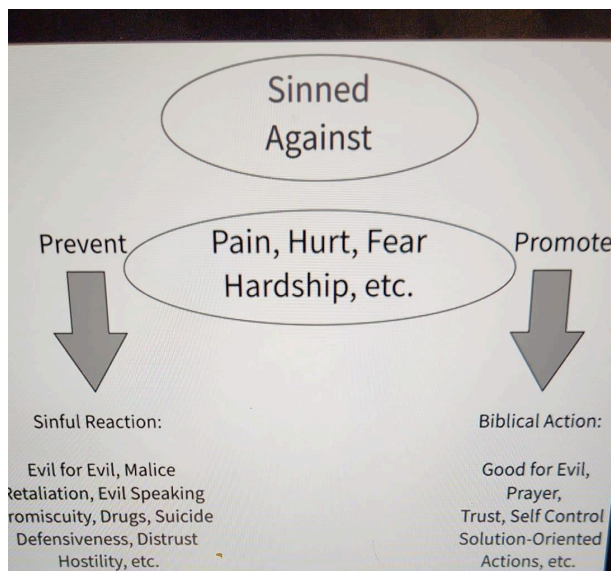 Sinned
Against
Prevent
Pain, Hurt, Fear
Hardship, etc.
Promote
Sinful Reaction:
Evil for Evil, Malice
Retaliation, Evil Speaking
romiscuity, Drugs, Suicide
Defensiveness, Distrust
Hostility, etc.
Biblical Action:
Good for Evil,
Prayer,
Trust, Self Control
Solution-Oriented
Actions, etc.